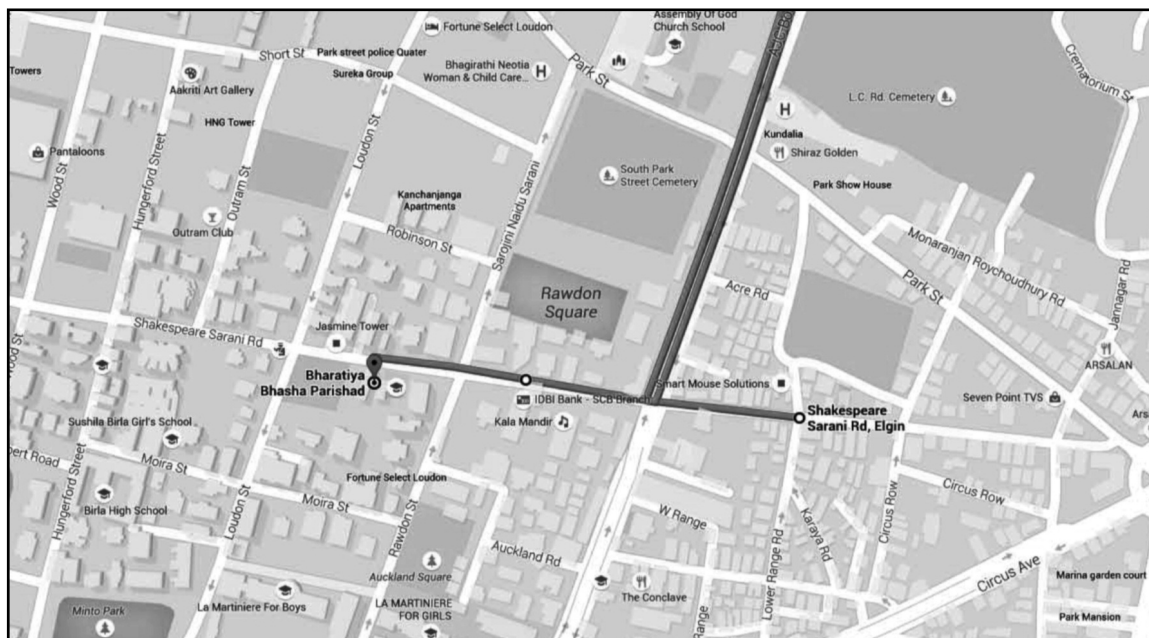 Assembly Of God
Church School
Fortune Select Loudon
Short St
Park street police Quater
Sureka Group
Bhagirathi Neotia
Woman & Child Care...
Park St
Crematorium St
Towers
Aakriti Art Gallery
HNG Tower
L.C. Rd. Cemetery
Kundalia
Shiraz Golden
Pantaloons
Wood St
Hungerford Street
Outram St
Loudon St
South Park
Street Cemetery
Park Show House
Kanchanjanga
Apartments
Sarojini Naidu Sarani
Outram Club
Robinson St
Monaranjan Roychoudhury Rd
Park St
Jannagar Rd
Acre Rd
Rawdon
Square
Shakespeare Sarani Rd
Jasmine Tower
ARSALAN
Bharatiya
Bhasha Parishad
Smart Mouse Solutions
IDBI Bank - SCB Branch
Seven Point TVS
Shakespeare
Sarani Rd, Elgin
Kala Mandir
Sushila Birla Girl's School
Moira St
Fortune Select Loudon
Circus Row
Birla High School
Moira St
Hungerford Street
Loudon St
Rawdon St
W Range
Karaya Rd
Circus Row
Auckland Rd
Lower Range Rd
Circus Ave
Auckland Square
The Conclave
Marina garden court
La Martiniere For Boys
LA MARTINIERE
FOR GIRLS
Range
Minto Park
Park Mansion